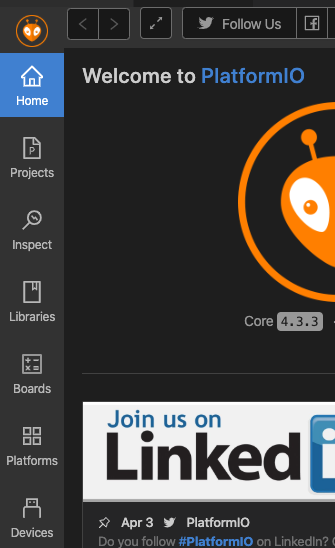 Follow Us
Welcome to PlatformIO
Home
Projects
Inspect
Libraries
Boards
Platforms
Devices
Core 4.3.3
Join us on
Linked
Apr 3 PlatformIO
Do you follow #PlatformIO on LinkedIn?